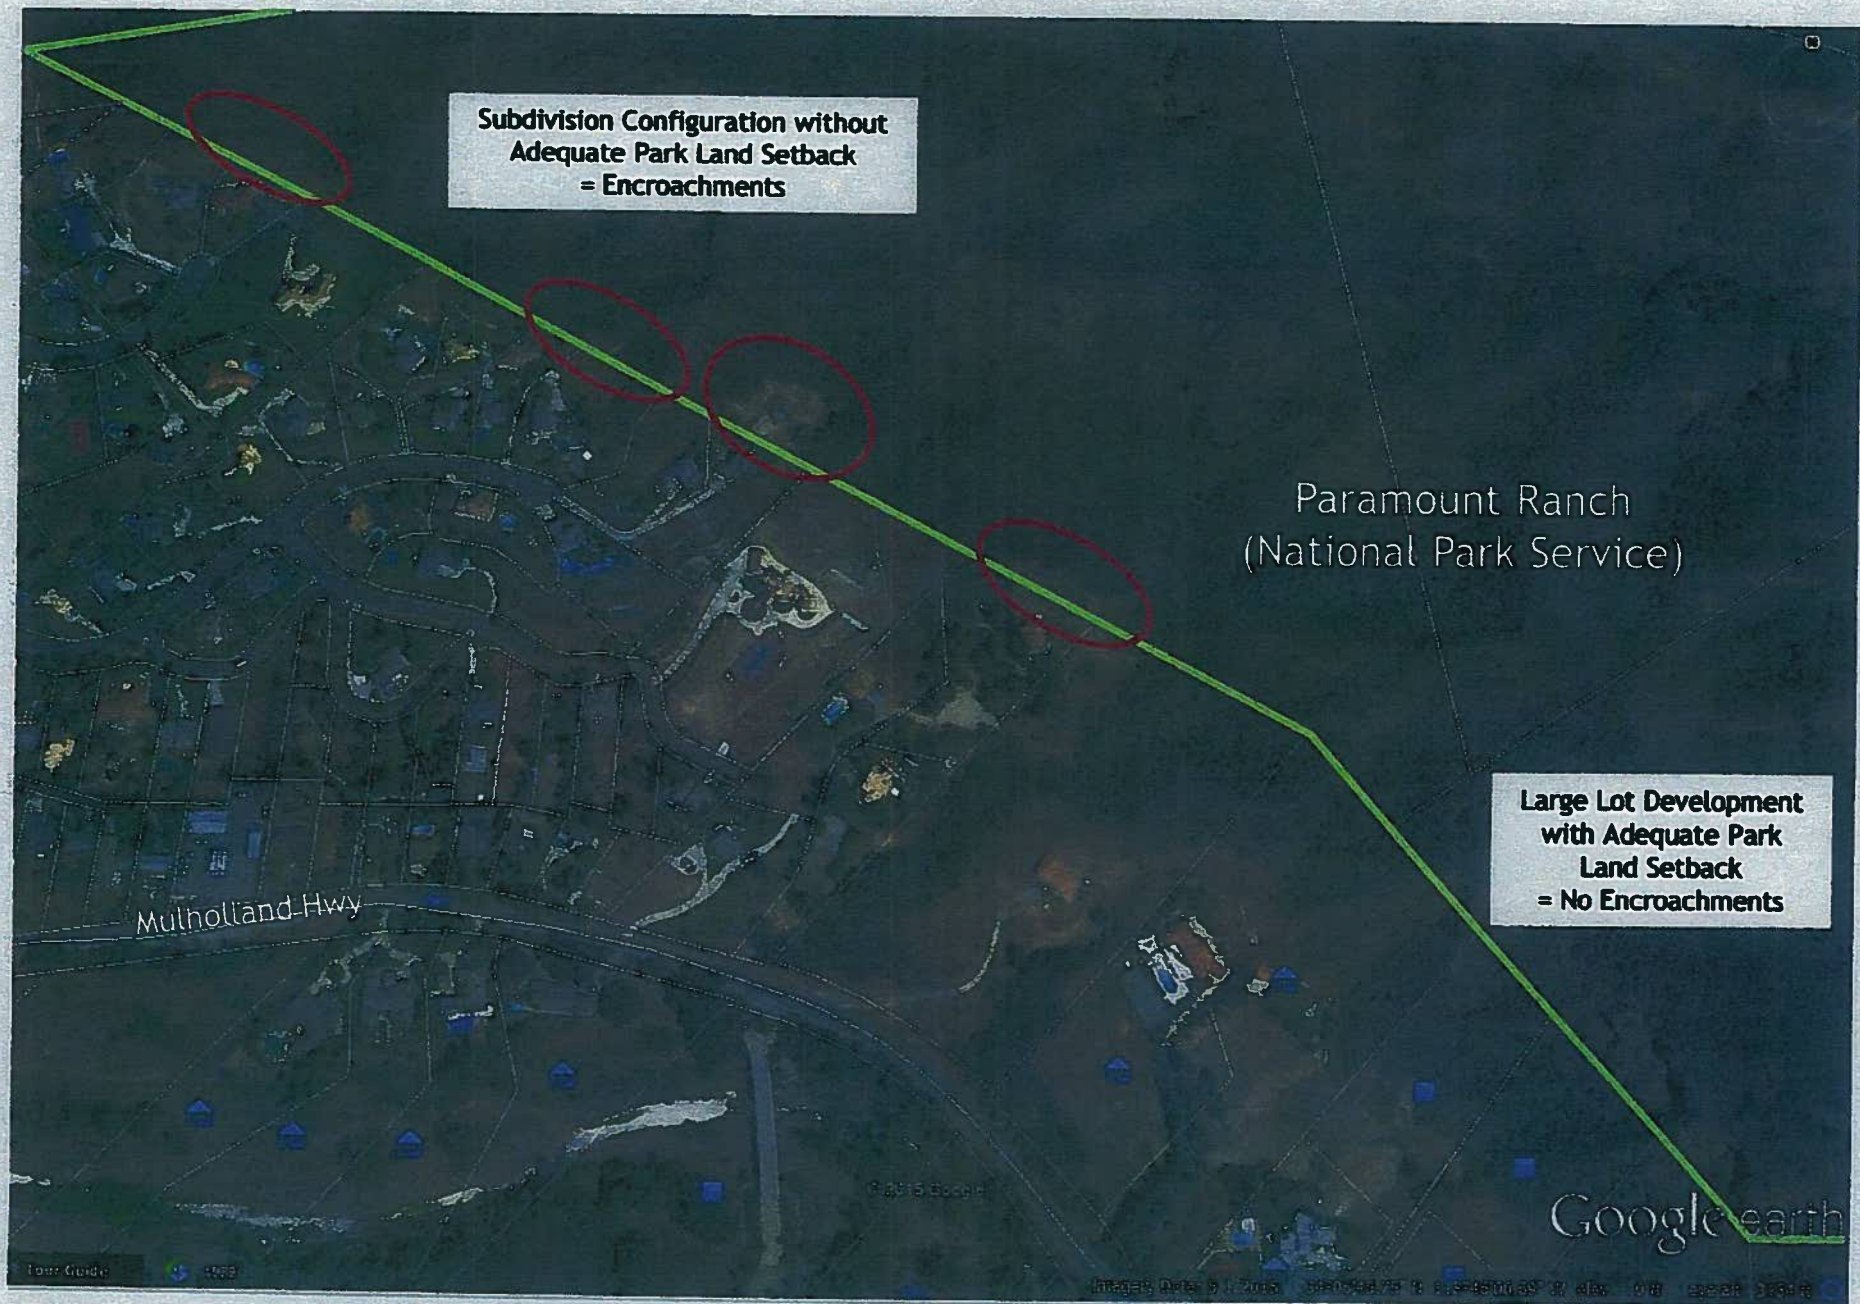 Subdivision Configuration without
Adequate Park Land Setback
= Encroachments
Paramount Ranch
(National Park Service)
Large Lot Development
with Adequate Park
Land Setback
= No Encroachments
Mulholland Hwy
Google earth
Tour Guide